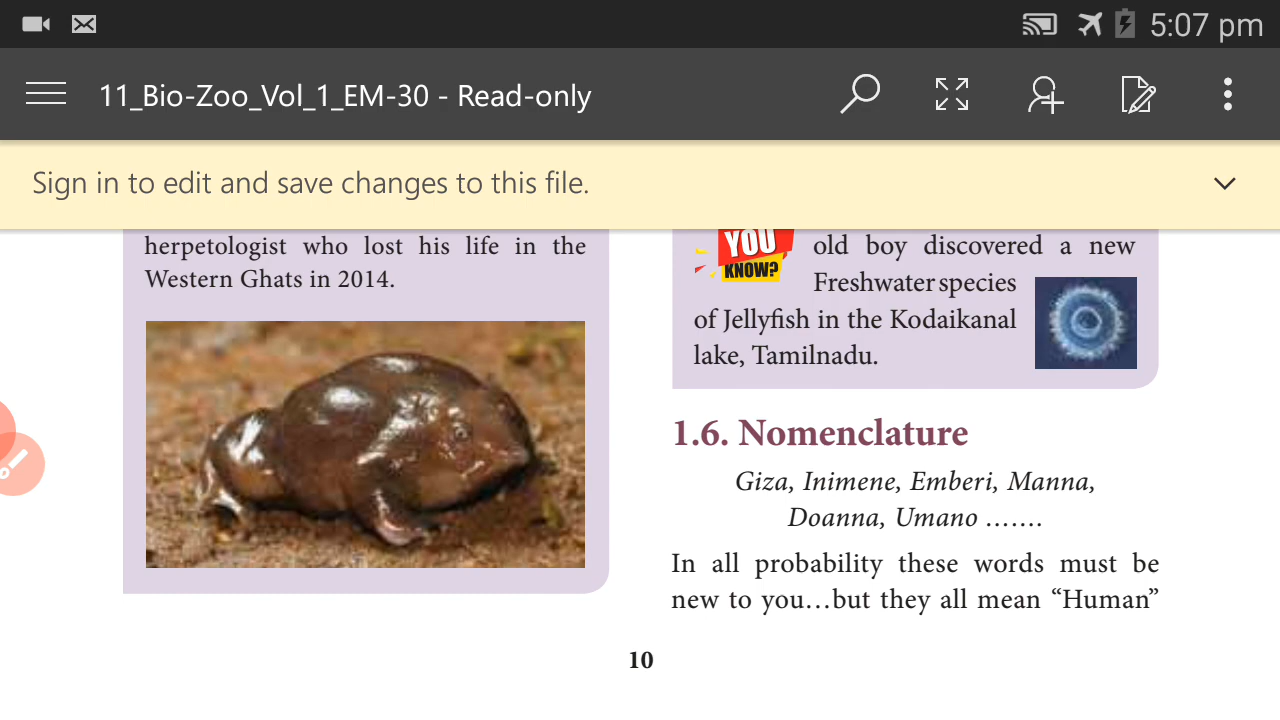 5:07 pm
11_Bio-Zoo_Vol_1_EM-30 - Read-only
Sign in to edit and save changes to this file.
herpetologist who lost his life in the
Western Ghats in 2014.
YOU
KNOW?
old boy discovered a new
Freshwater species
of Jellyfish in the Kodaikanal
lake, Tamilnadu.
1.6. Nomenclature
Giza, Inimene, Emberi, Manna,
Doanna, Umano .......
In all probability these words must be
new to you…but they all mean “Human”
10